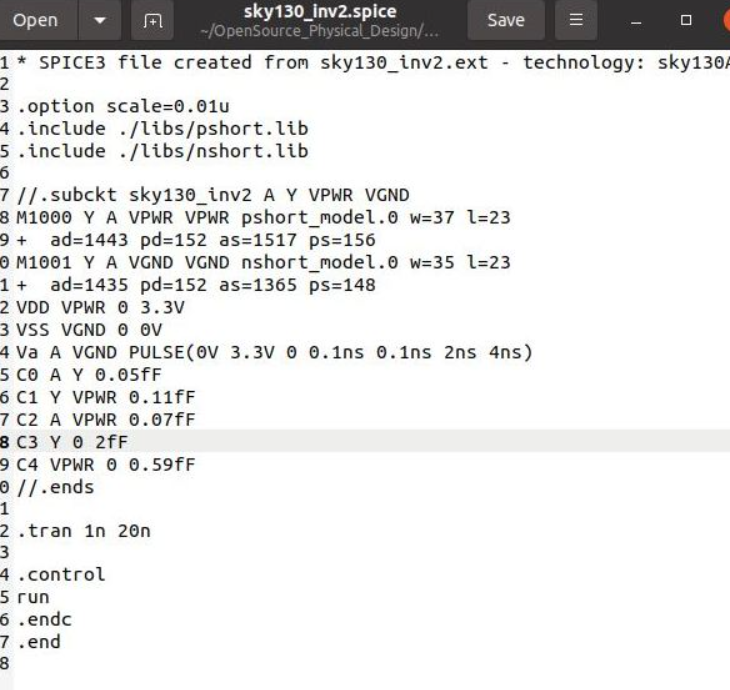 Open
sky130_inv2.spice
~/OpenSource_Physical_Design/...
Save
1 * SPICE3 file created from sky130_inv2.ext - technology: sky130A
2
3 .option scale=0.01u
4 .include ./libs/pshort.lib
5 .include ./libs/nshort.lib
6
7 //.subckt sky130_inv2 A Y VPWR VGND
8 M1000 Y A VPWR VPWR pshort_model.0 w=37 l=23
9 +  ad=1443 pd=152 as=1517 ps=156
0 M1001 Y A VGND VGND nshort_model.0 w=35 l=23
1 +  ad=1435 pd=152 as=1365 ps=148
2 VDD VPWR 0 3.3V
3 VSS VGND 0 0V
4 Va A VGND PULSE(0V 3.3V 0 0.1ns 0.1ns 2ns 4ns)
5 C0 A Y 0.05fF
6 C1 Y VPWR 0.11fF
7 C2 A VPWR 0.07fF
8 C3 Y 0 2fF
9 C4 VPWR 0 0.59fF
0 //.ends
1
2 .tran 1n 20n
3
4 .control
5 run
6 .endc
7 .end
8